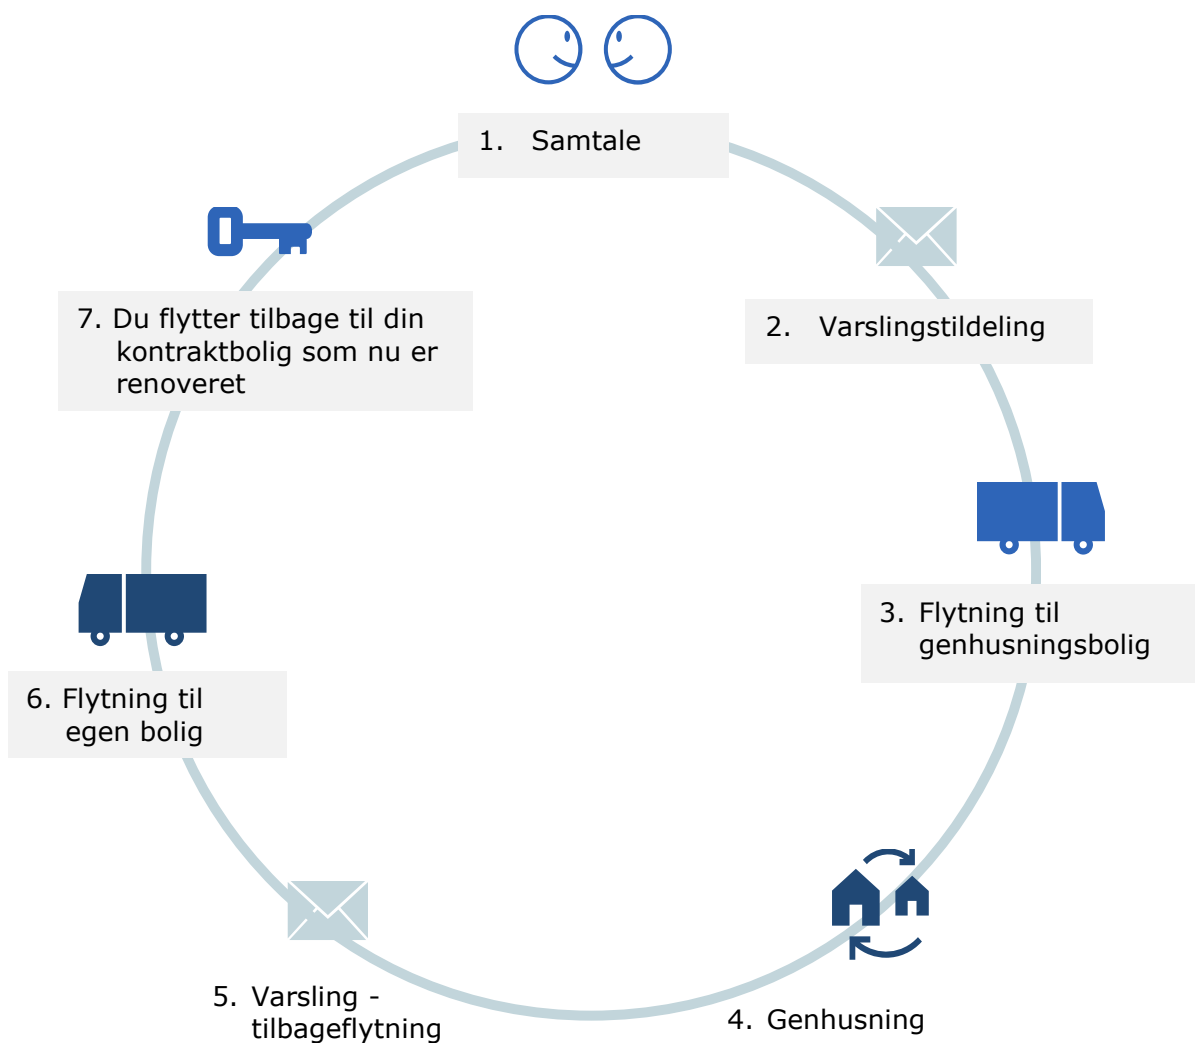 1. Samtale
2. Varslingstildeling
3. Flytning til
genhusningsbolig
4. Genhusning
5. Varsling -
tilbageflytning
6. Flytning til
egen bolig
7. Du flytter tilbage til din
kontraktbolig som nu er
renoveret